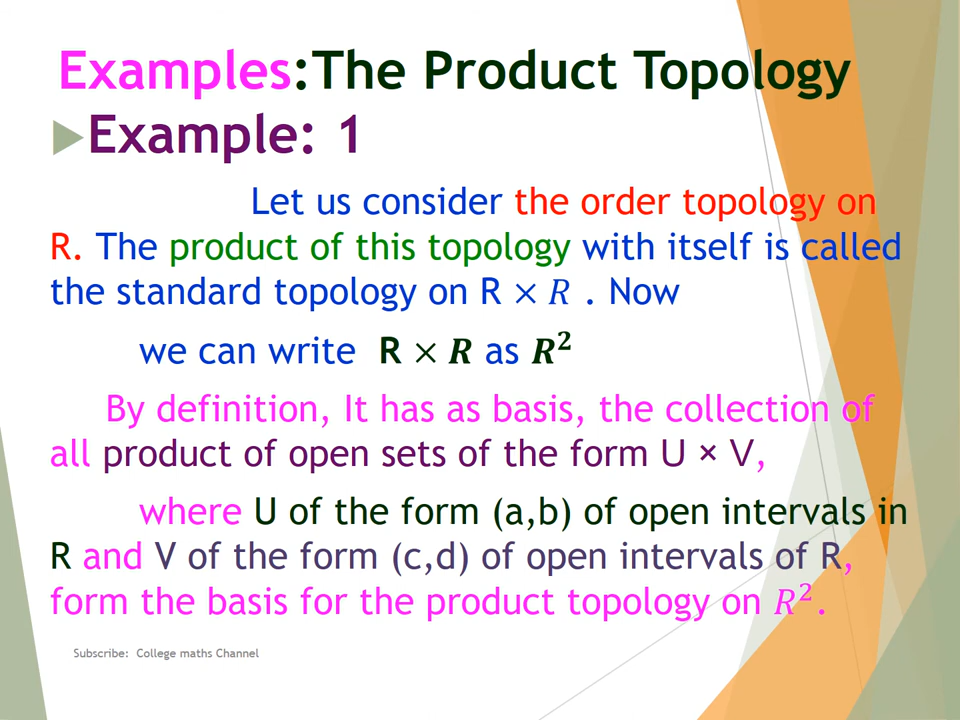 Examples:The Product Topology
Example: 1
Let us consider the order topology on
R. The product of this topology with itself is called
the standard topology on R × R . Now
we can write R × R as R²
By definition, It has as basis, the collection of
all product of open sets of the form U × V,
where U of the form (a,b) of open intervals in
R and V of the form (c,d) of open intervals of R,
form the basis for the product topology on R².
Subscribe: College maths Channel